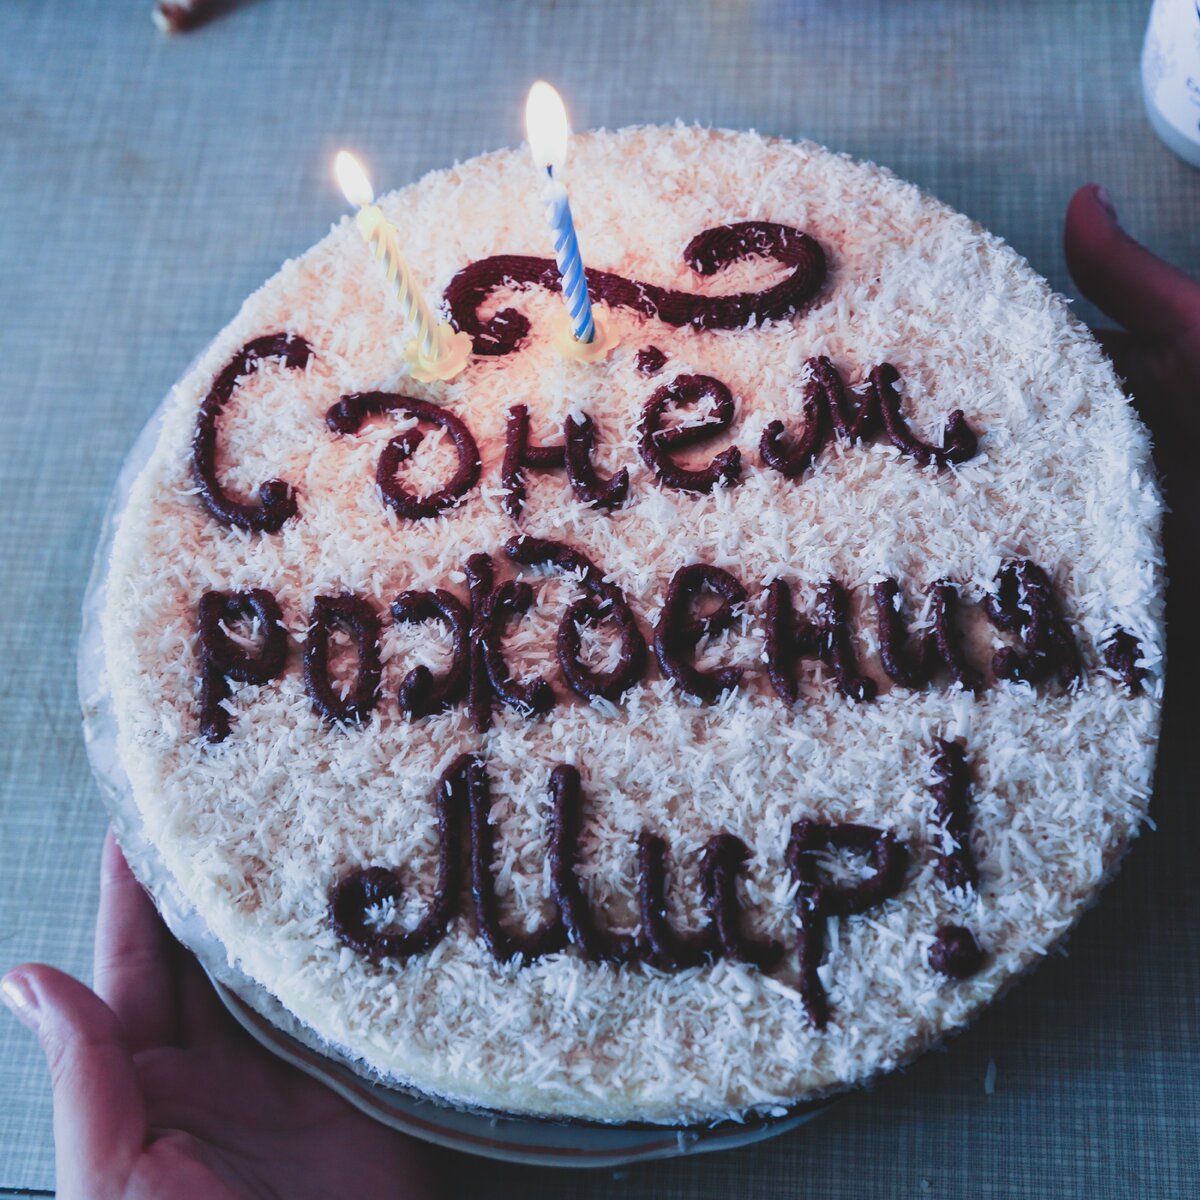 С днём
рождения,
Мир!